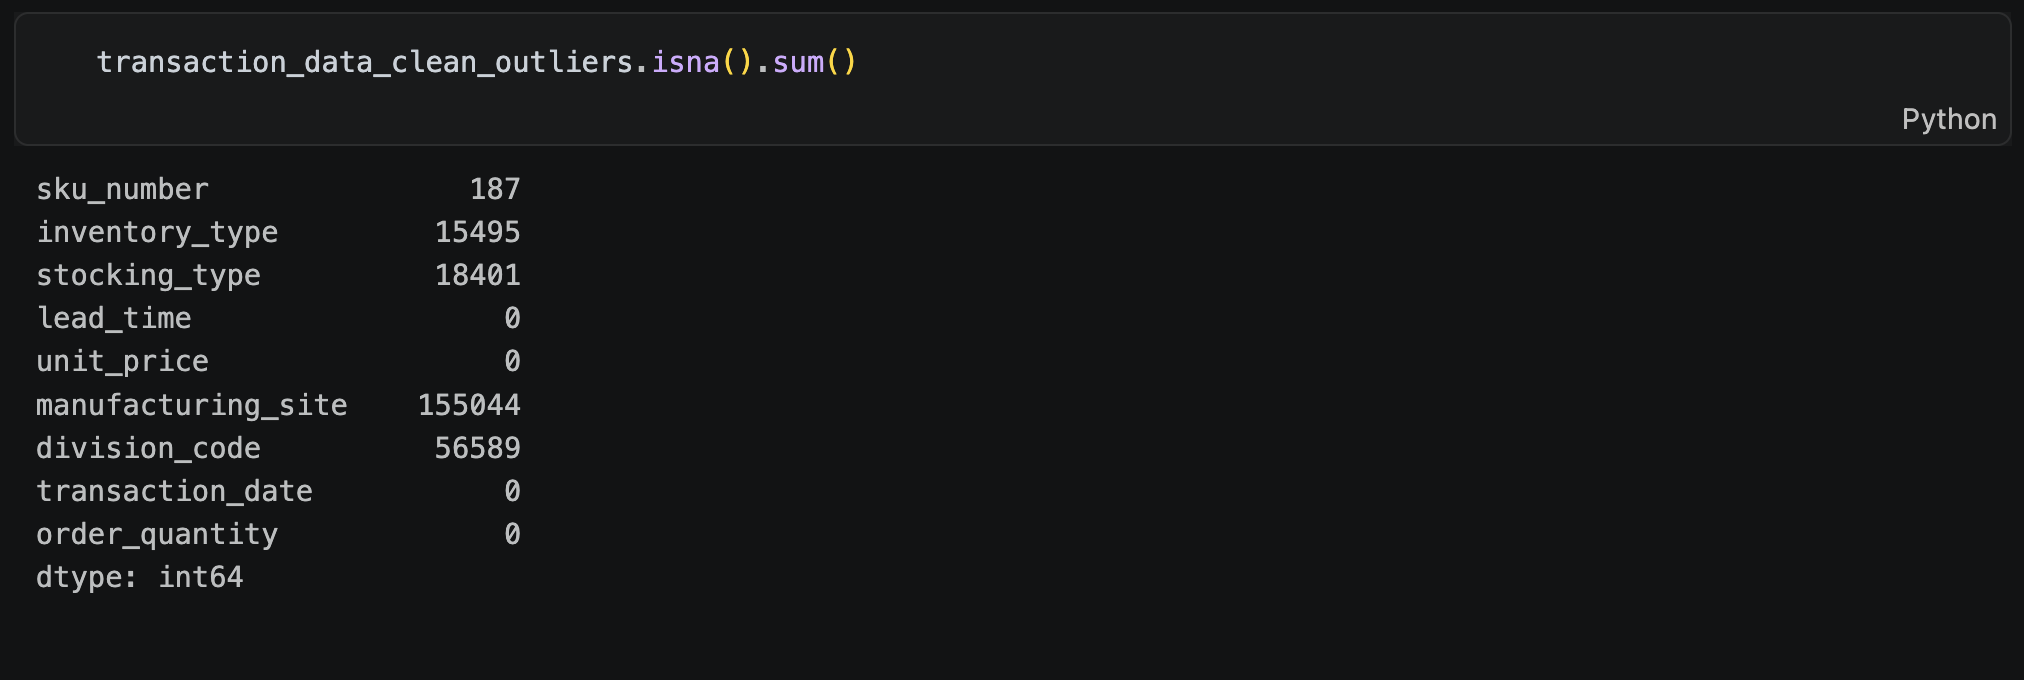 transaction_data_clean_outliers.isna().sum()
Python
sku_number 187
inventory_type 15495
stocking_type 18401
lead_time 0
unit_price 0
manufacturing_site 155044
division_code 56589
transaction_date 0
order_quantity 0
dtype: int64